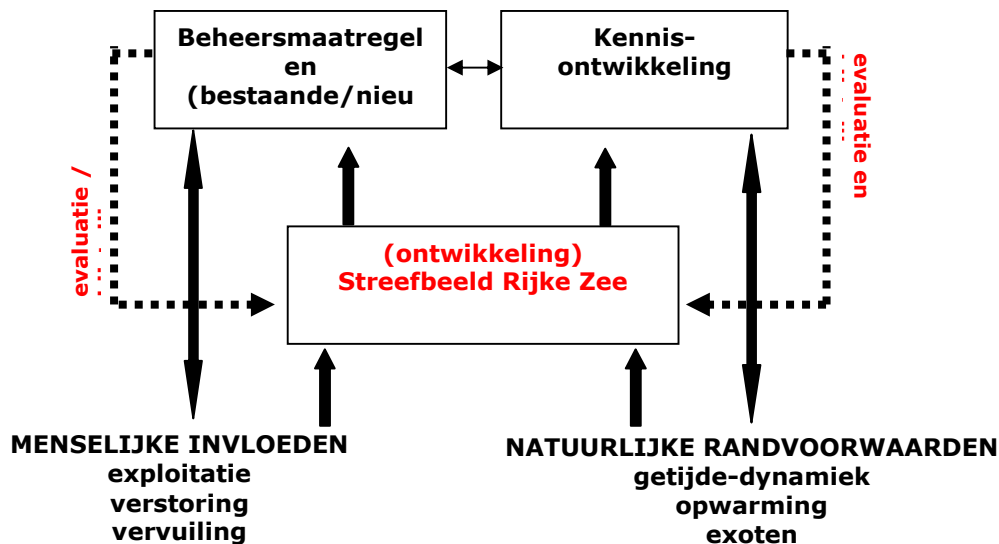 Beheersmaatregel
en
(bestaande/nieu
Kennis-
ontwikkeling
evaluatie /
evaluatie en
(ontwikkeling)
Streefbeeld Rijke Zee
MENSELIJKE INVLOEDEN
exploitatie
verstoring
vervuiling
NATUURLIJKE RANDVOORWAARDEN
getijde-dynamiek
opwarming
exoten